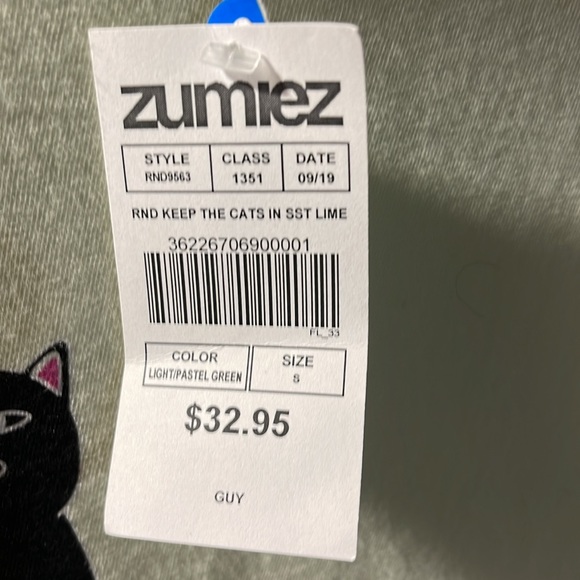 zumiez
STYLE CLASS DATE
RND9563 1351 09/19
RND KEEP THE CATS IN SST LIME
36226706900001
FL_33
COLOR SIZE
LIGHT/PASTEL GREEN S
$32.95
GUY